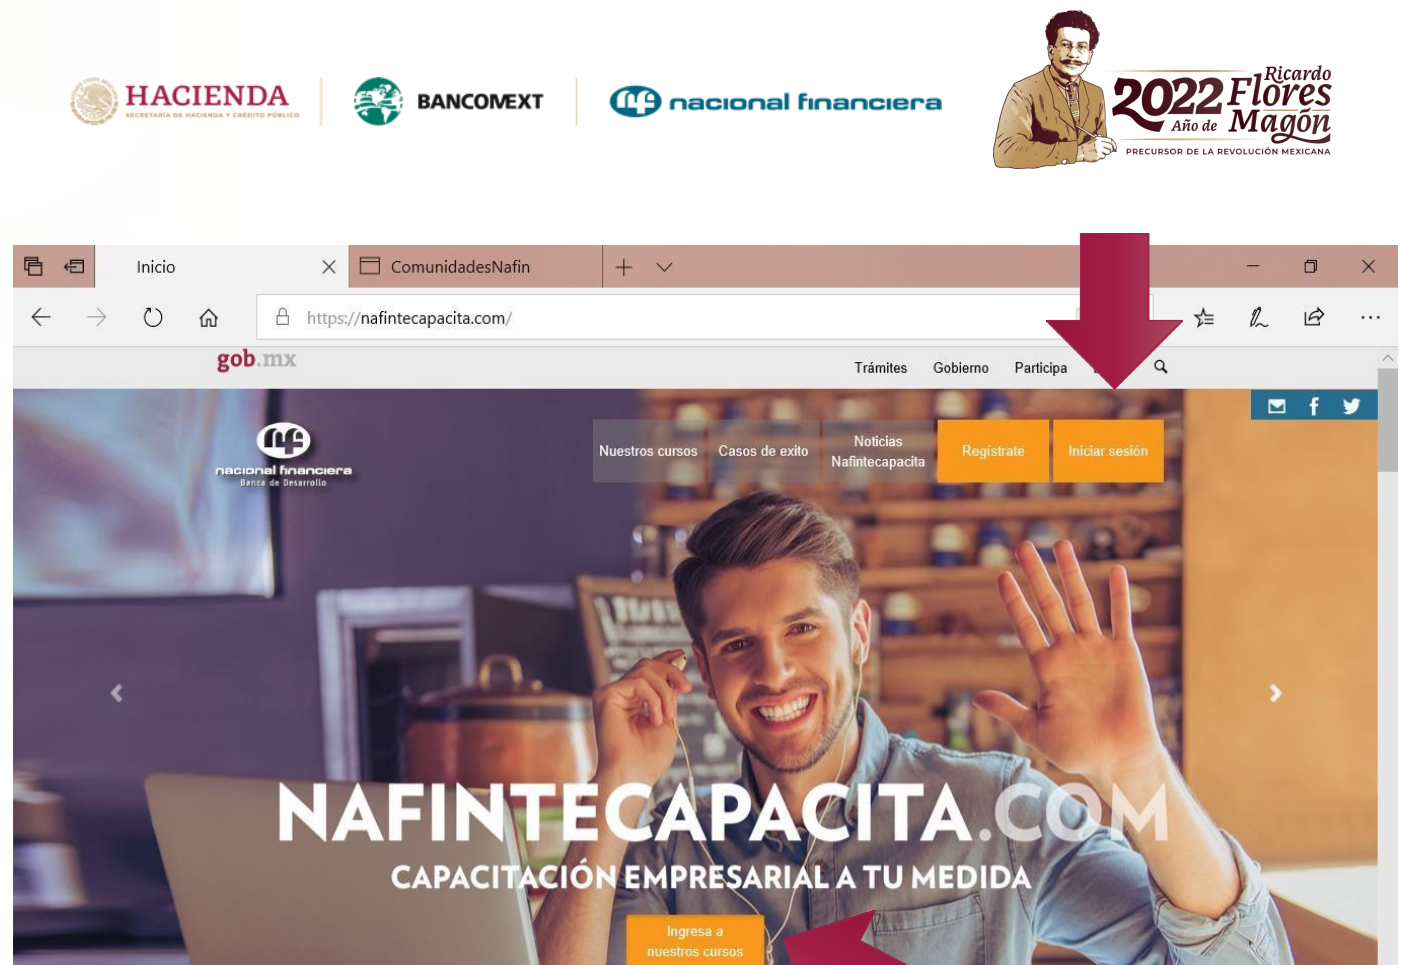 HACIENDA
SECRETARÍA DE HACIENDA Y CRÉDITO PÚBLICO
BANCOMEXT
nacional financiera
2022
Ricardo
Flores
Año de Magón
PRECURSOR DE LA REVOLUCIÓN MEXICANA
Inicio
ComunidadesNafin
https://nafintecapacita.com/
gob.mx
Trámites Gobierno Participa
nacional financiera
Banca de Desarrollo
Nuestros cursos
Casos de exito
Noticias
Nafintecapacita
Regístrate
Iniciar sesión
NAFINTECAPACITA.COM
CAPACITACIÓN EMPRESARIAL A TU MEDIDA
Ingresa a
nuestros cursos